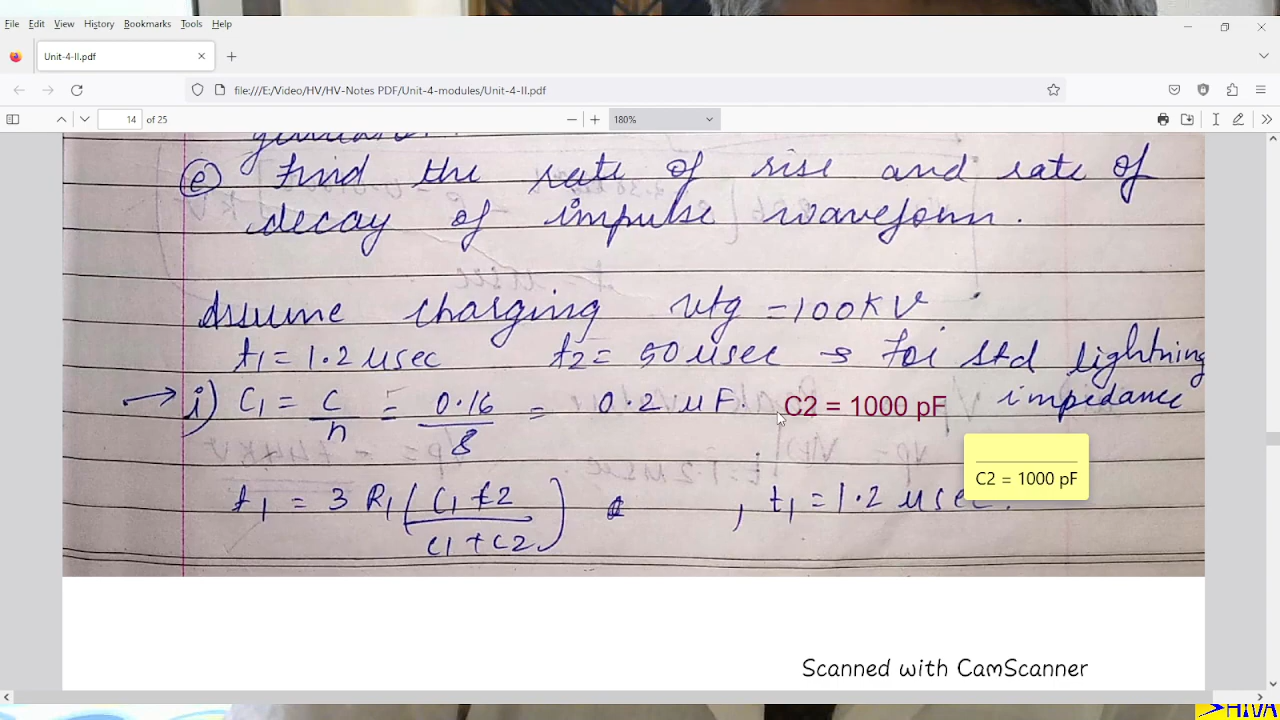 File Edit View History Bookmarks Tools Help
Unit-4-II.pdf
file:///E:/Video/HV/HV-Notes PDF/Unit-4-modules/Unit-4-II.pdf
14 of 25
180%
e) Find the rate of rise and rate of
decay of impulse waveform.
Assume charging vtg = 100KV
t1 = 1.2 usec t2 = 50 usec → For std lightning
→ i) C1 = C/n = 0.16/8 = 0.2 uF. C2 = 1000 pF impedance
C2 = 1000 pF
t1 = 3 R1 (C1 C2 / C1 + C2) , t1 = 1.2 usec.
Scanned with CamScanner
SHIVA